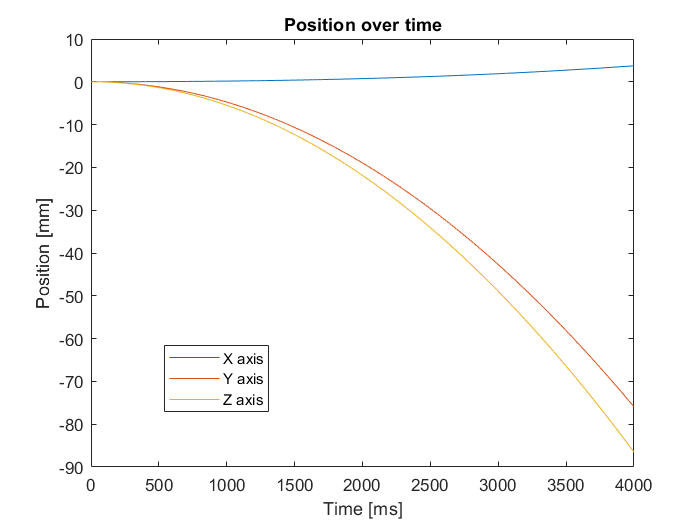 Position over time
10
0
-10
-20
-30
-40
-50
-60
-70
-80
-90
Position [mm]
X axis
Y axis
Z axis
0 500 1000 1500 2000 2500 3000 3500 4000
Time [ms]